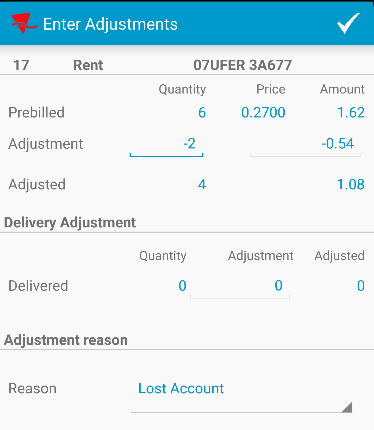 Enter Adjustments
17 Rent 07UFER 3A677
Quantity Price Amount
Prebilled 6 0.2700 1.62
Adjustment -2 -0.54
Adjusted 4 1.08
Delivery Adjustment
Quantity Adjustment Adjusted
Delivered 0 0 0
Adjustment reason
Reason Lost Account